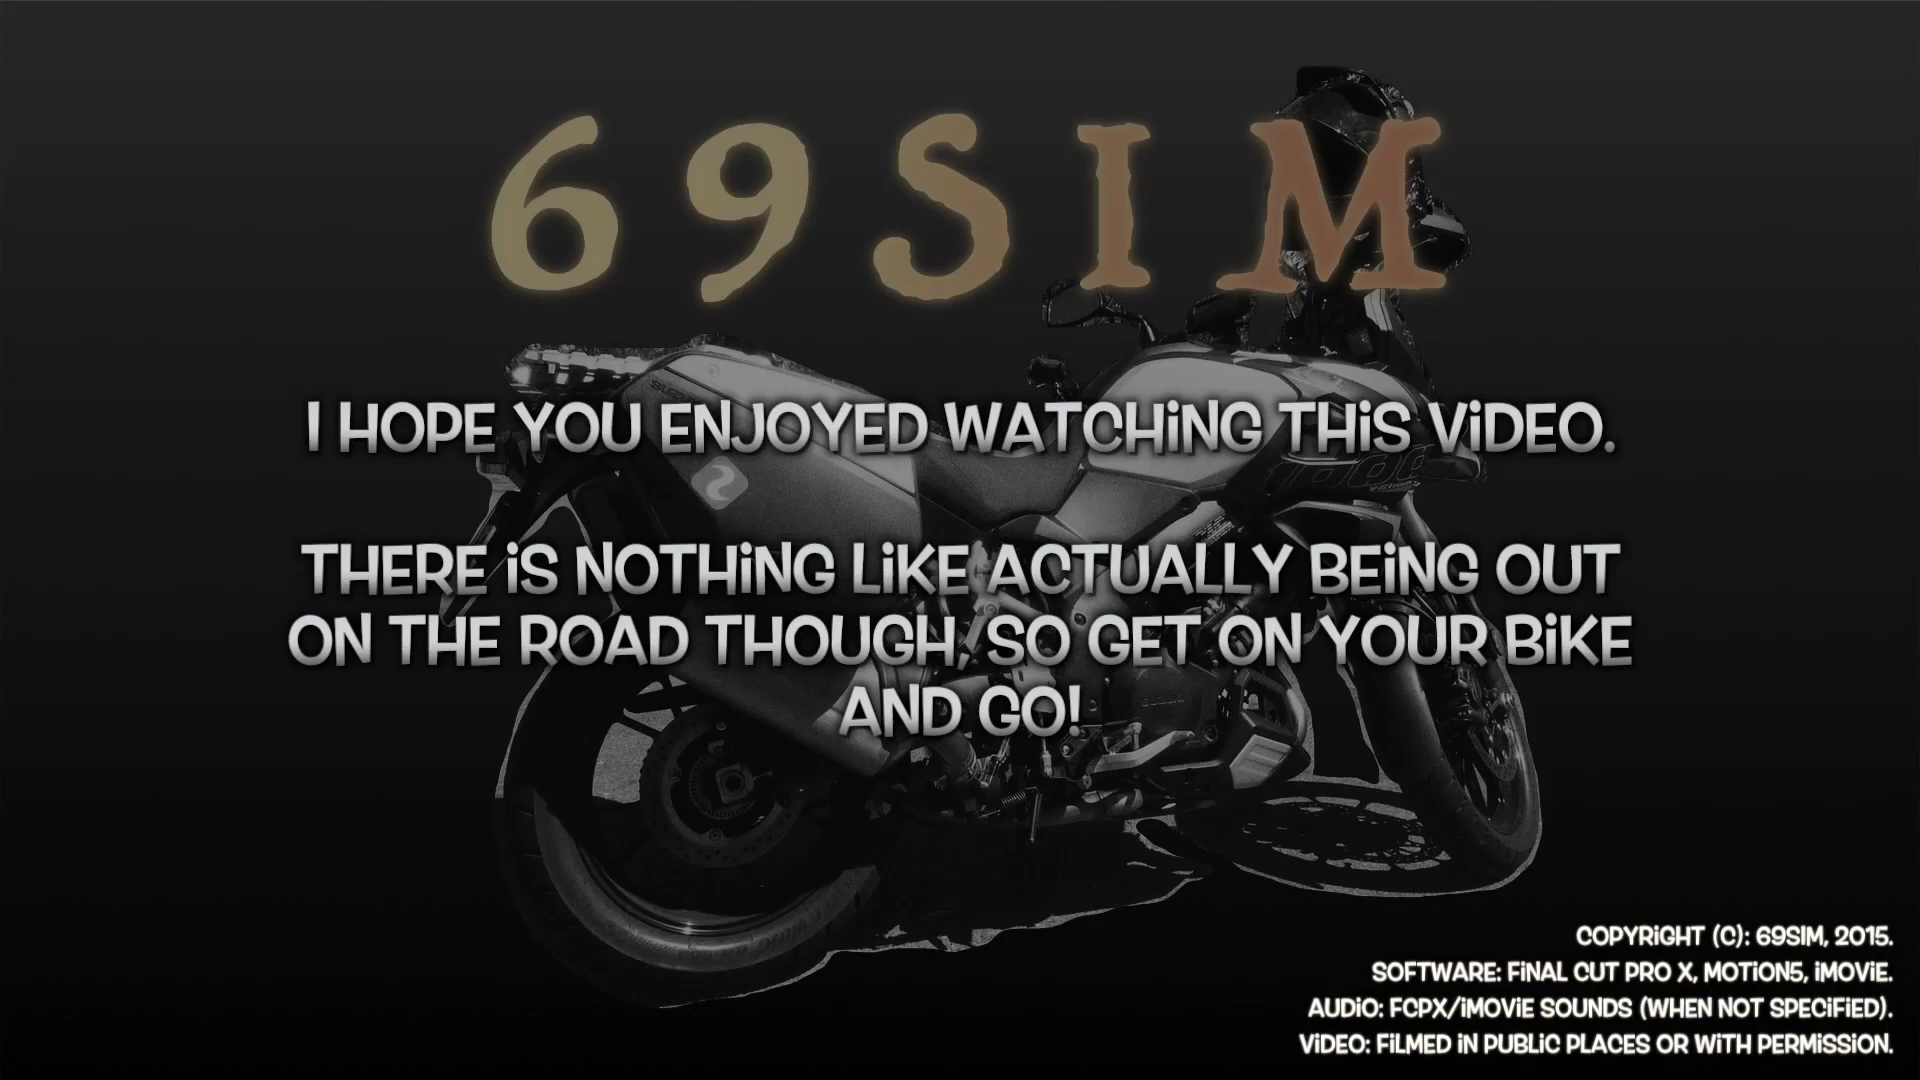 69SIM
I HOPE YOU ENJOYED WATCHiNG THiS ViDEO.
THERE iS NOTHiNG LiKE ACTUALLY BEiNG OUT
ON THE ROAD THOUGH, SO GET ON YOUR BiKE
AND GO!
COPYRiGHT (C): 69SIM, 2015.
SOFTWARE: FiNAL CUT PRO X, MOTiON5, iMOViE.
AUDiO: FCPX/iMOViE SOUNDS (WHEN NOT SPECiFiED).
ViDEO: FiLMED iN PUBLiC PLACES OR WiTH PERMiSSiON.